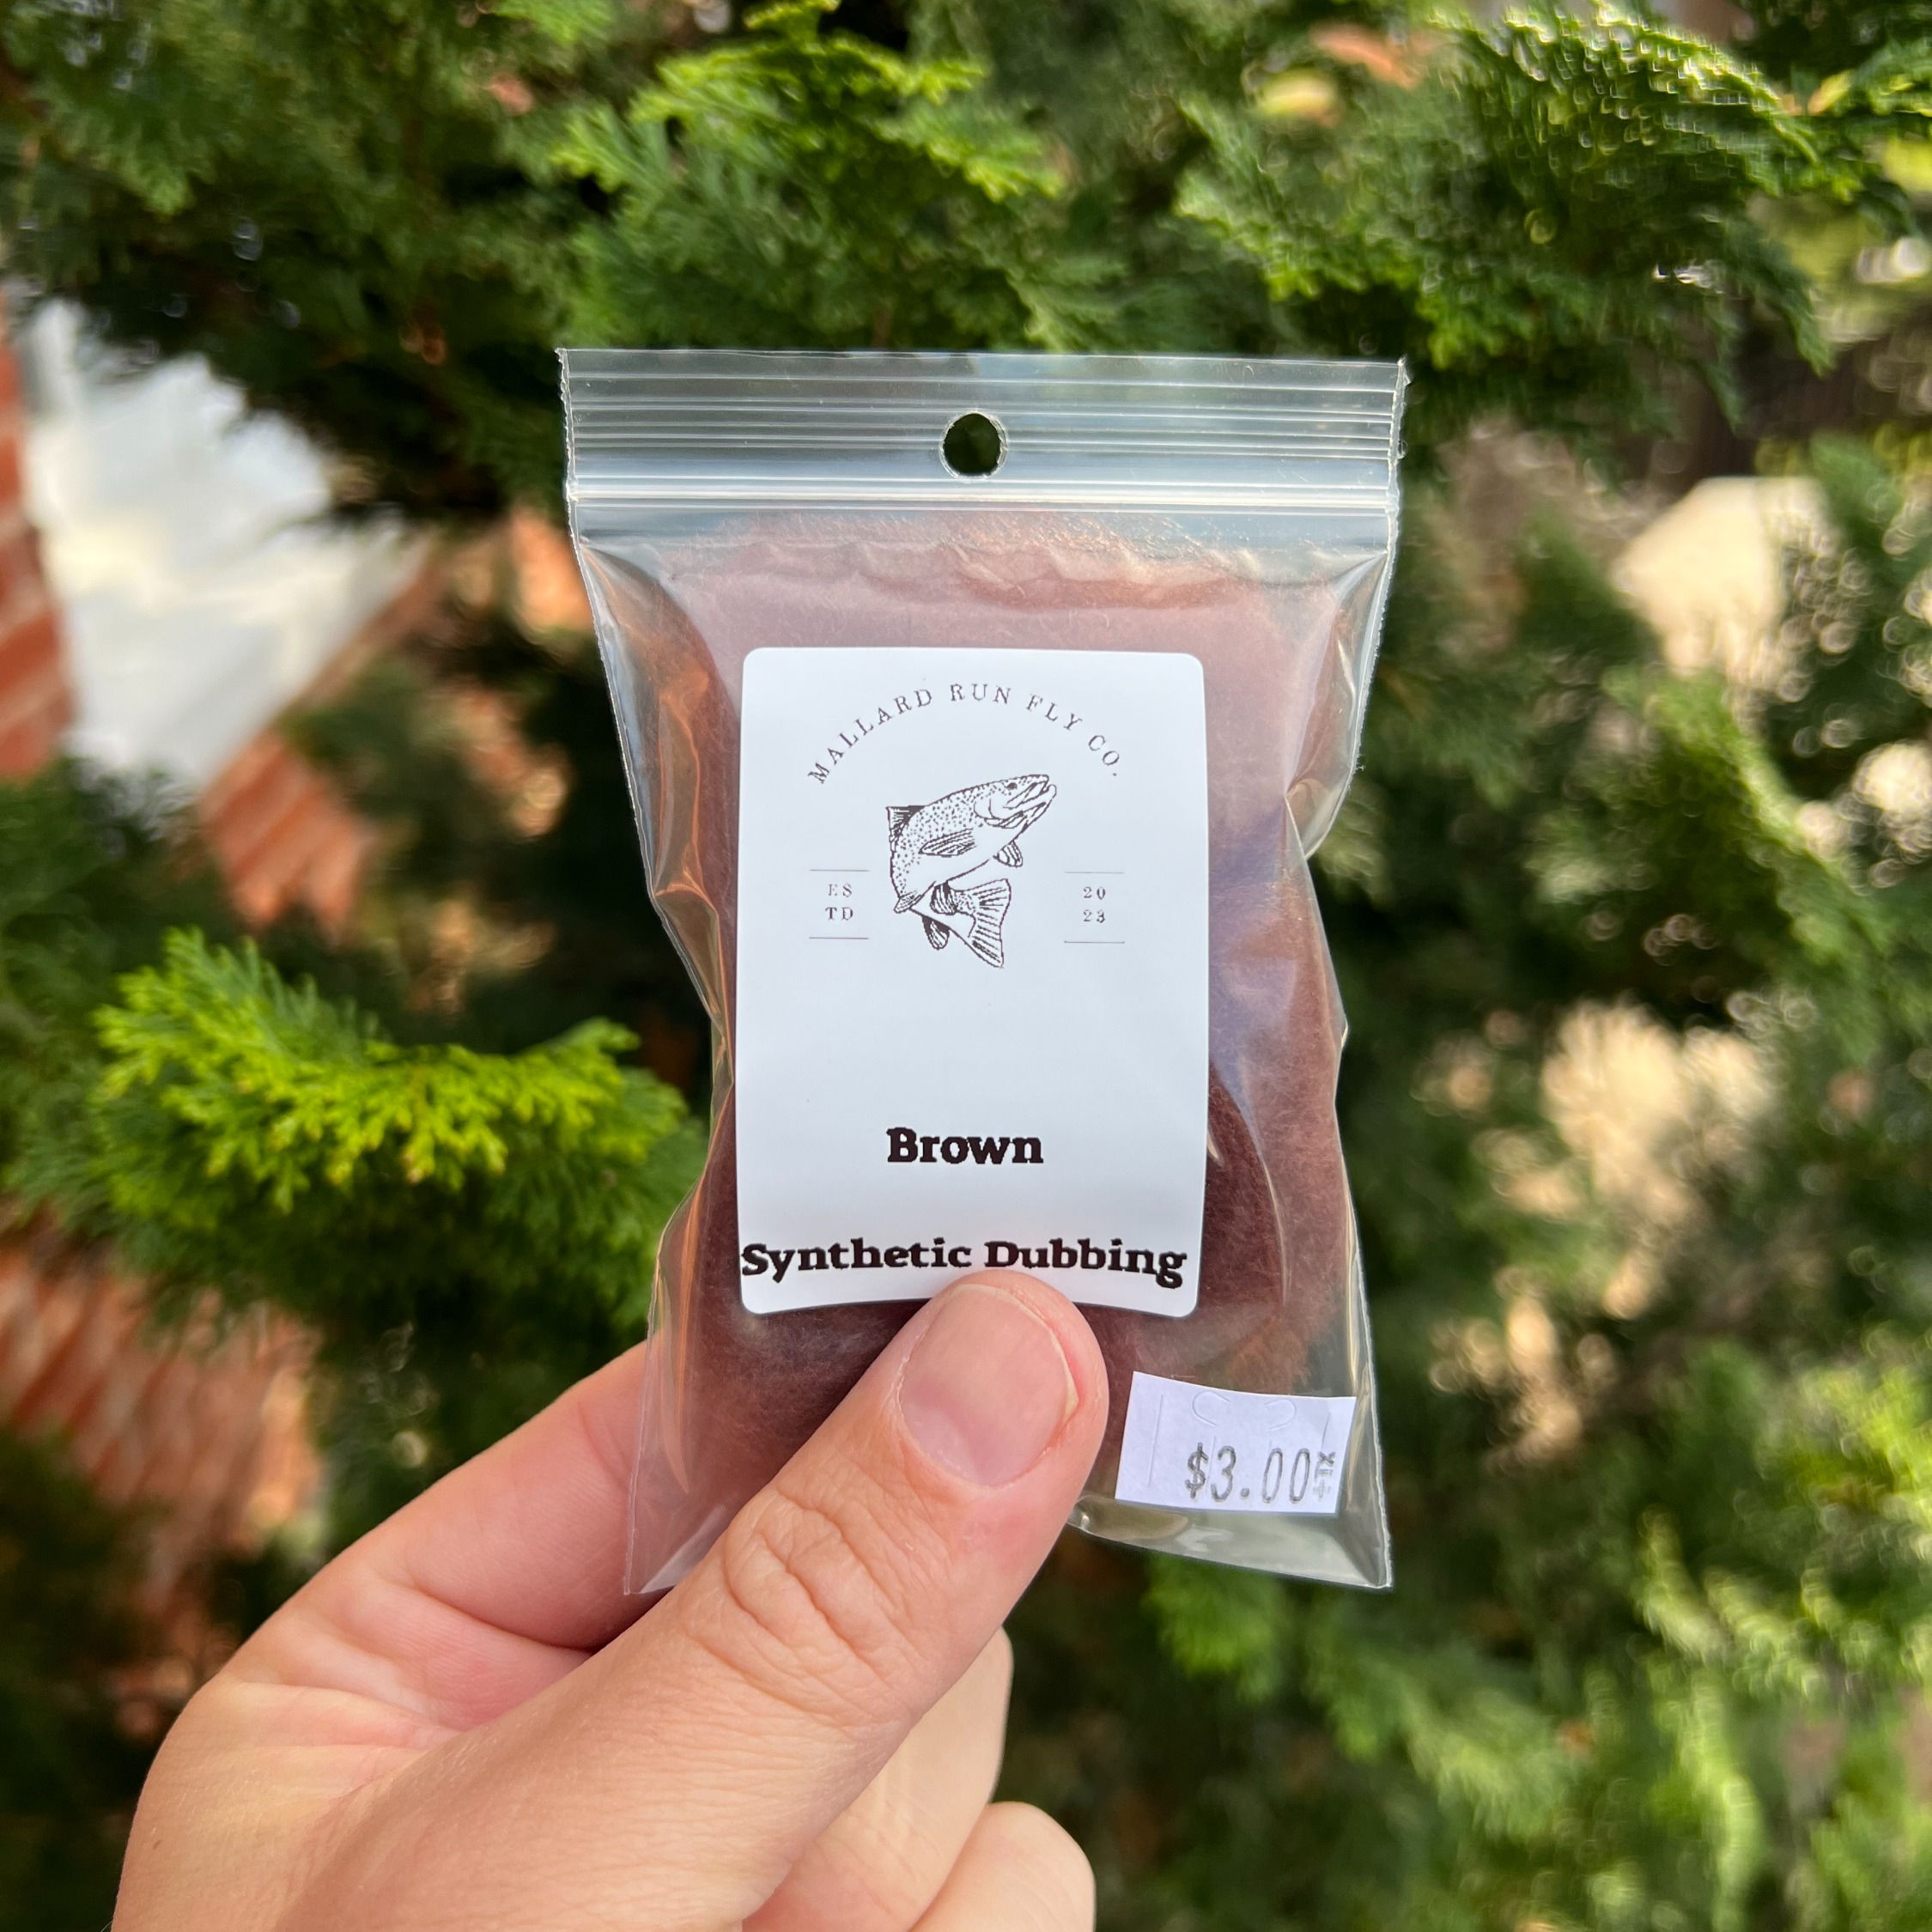 MALLARD RUN FLY CO.
ES
TD
20
23
Brown
Synthetic Dubbing
$3.00